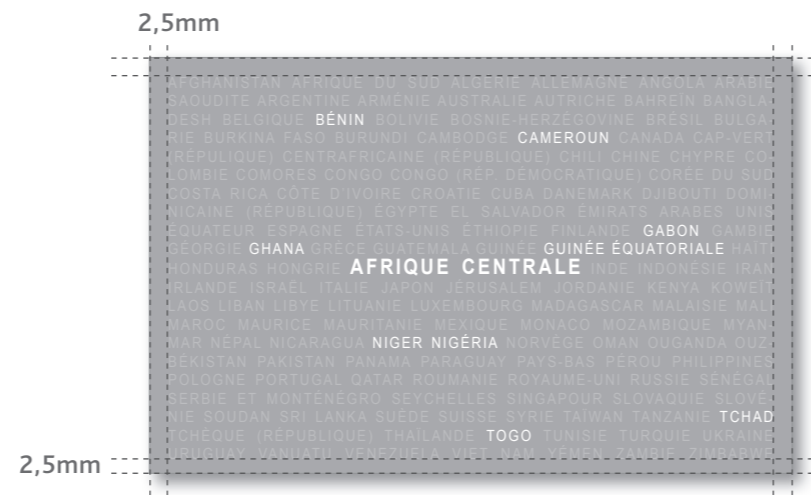 2,5mm
AFGHANISTAN AFRIQUE DU SUD ALGÉRIE ALLEMAGNE ANGOLA ARABIE
SAOUDITE ARGENTINE ARMÉNIE AUSTRALIE AUTRICHE BAHREÏN BANGLA-
DESH BELGIQUE BÉNIN BOLIVIE BOSNIE-HERZÉGOVINE BRÉSIL BULGA-
RIE BURKINA FASO BURUNDI CAMBODGE CAMEROUN CANADA CAP-VERT
(RÉPULIQUE) CENTRAFRICAINE (RÉPUBLIQUE) CHILI CHINE CHYPRE CO-
LOMBIE COMORES CONGO CONGO (RÉP. DÉMOCRATIQUE) CORÉE DU SUD
COSTA RICA CÔTE D'IVOIRE CROATIE CUBA DANEMARK DJIBOUTI DOMI-
NICAINE (RÉPUBLIQUE) ÉGYPTE EL SALVADOR ÉMIRATS ARABES UNIS
ÉQUATEUR ESPAGNE ÉTATS-UNIS ÉTHIOPIE FINLANDE GABON GAMBIE
GÉORGIE GHANA GRÈCE GUATEMALA GUINÉE GUINÉE ÉQUATORIALE HAÏTI
HONDURAS HONGRIE AFRIQUE CENTRALE INDE INDONÉSIE IRAN
IRLANDE ISRAËL ITALIE JAPON JÉRUSALEM JORDANIE KENYA KOWEÏT
LAOS LIBAN LIBYE LITUANIE LUXEMBOURG MADAGASCAR MALAISIE MALI
MAROC MAURICE MAURITANIE MEXIQUE MONACO MOZAMBIQUE MYAN-
MAR NÉPAL NICARAGUA NIGER NIGÉRIA NORVÈGE OMAN OUGANDA OUZ-
BÉKISTAN PAKISTAN PANAMA PARAGUAY PAYS-BAS PÉROU PHILIPPINES
POLOGNE PORTUGAL QATAR ROUMANIE ROYAUME-UNI RUSSIE SÉNÉGAL
SERBIE ET MONTÉNÉGRO SEYCHELLES SINGAPOUR SLOVAQUIE SLOVÉ-
NIE SOUDAN SRI LANKA SUÈDE SUISSE SYRIE TAÏWAN TANZANIE TCHAD
TCHÈQUE (RÉPUBLIQUE) THAÏLANDE TOGO TUNISIE TURQUIE UKRAINE
2,5mm
URUGUAY VANUATU VENEZUELA VIET NAM YÉMEN ZAMBIE ZIMBABWE